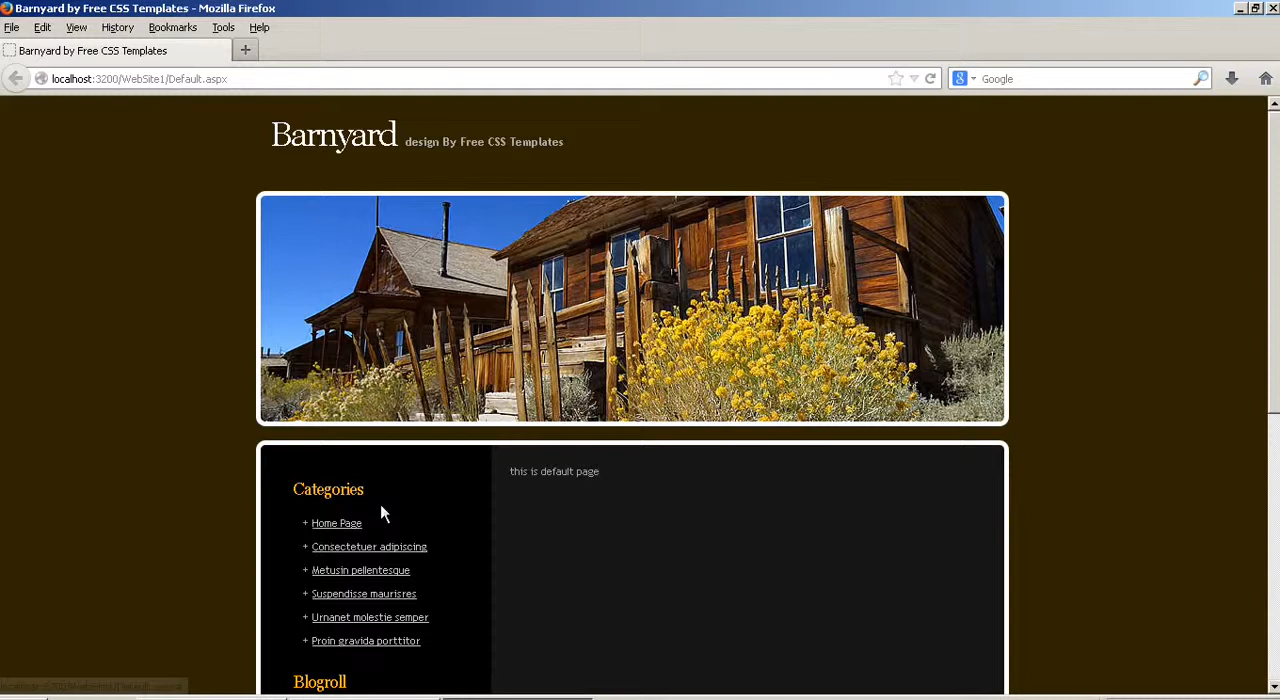 Barnyard by Free CSS Templates - Mozilla Firefox
File Edit View History Bookmarks Tools Help
Barnyard by Free CSS Templates
localhost:3200/WebSite1/Default.aspx
Google
Barnyard design By Free CSS Templates
this is default page
Categories
+ Home Page
+ Consectetuer adipiscing
+ Metusin pellentesque
+ Suspendisse maurisres
+ Urnanet molestie semper
+ Proin gravida porttitor
Blogroll